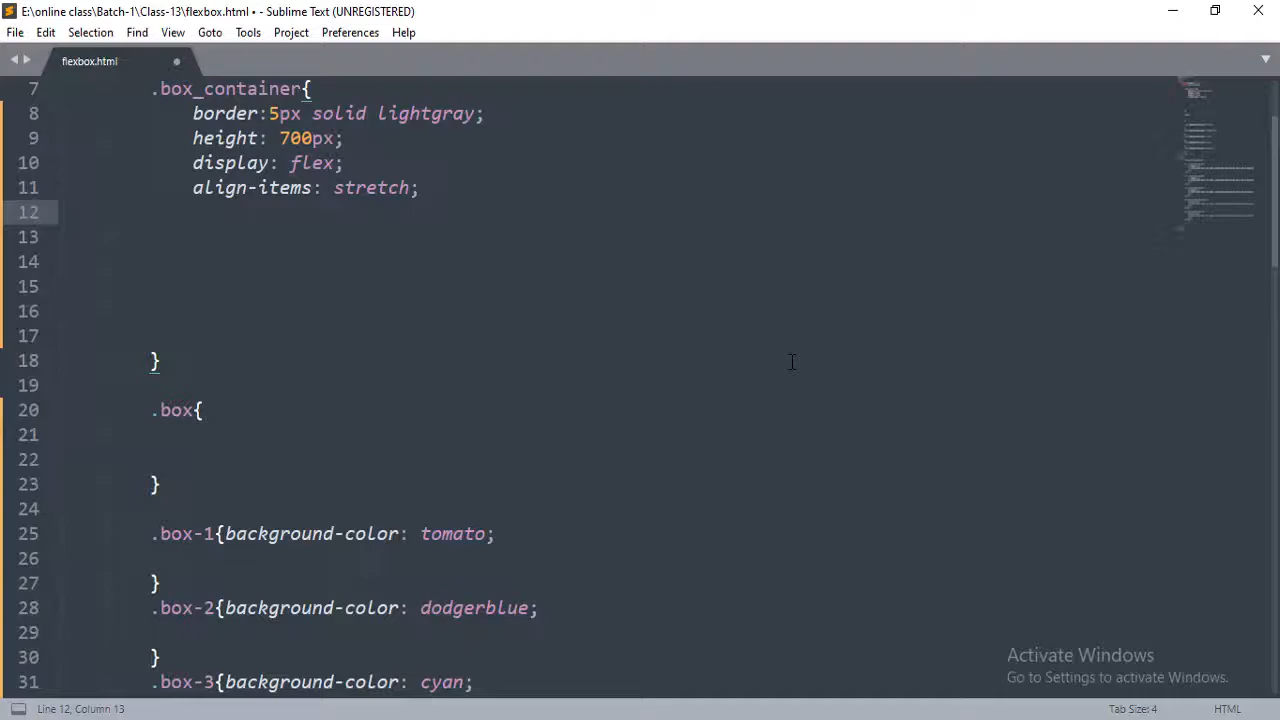 E:\online class\Batch-1\Class-13\flexbox.html • - Sublime Text (UNREGISTERED)
File Edit Selection Find View Goto Tools Project Preferences Help
flexbox.html
7 .box_container{
8 border:5px solid lightgray;
9 height: 700px;
10 display: flex;
11 align-items: stretch;
12
13
14
15
16
17
18 }
19
20 .box{
21
22
23 }
24
25 .box-1{background-color: tomato;
26
27 }
28 .box-2{background-color: dodgerblue;
29
30 }
31 .box-3{background-color: cyan;
Activate Windows
Go to Settings to activate Windows.
Line 12, Column 13 Tab Size: 4 HTML